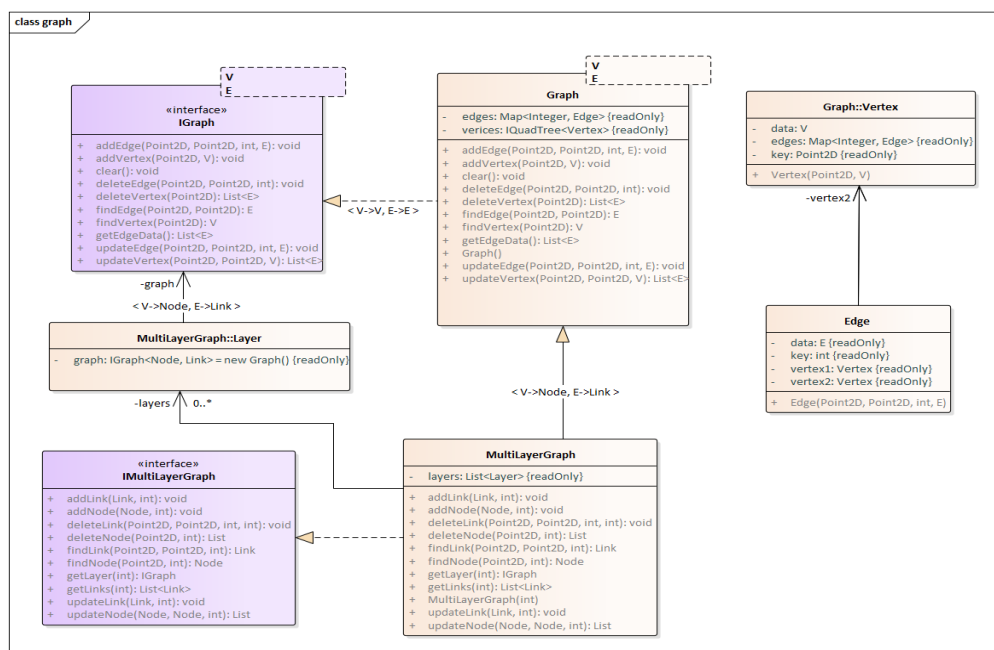 class graph
V
E
«interface»
IGraph
+ addEdge(Point2D, Point2D, int, E): void
+ addVertex(Point2D, V): void
+ clear(): void
+ deleteEdge(Point2D, Point2D, int): void
+ deleteVertex(Point2D): List<E>
+ findEdge(Point2D, Point2D): E
+ findVertex(Point2D): V
+ getEdgeData(): List<E>
+ updateEdge(Point2D, Point2D, int, E): void
+ updateVertex(Point2D, Point2D, V): List<E>
V
E
Graph
- edges: Map<Integer, Edge> {readOnly}
- verices: IQuadTree<Vertex> {readOnly}
+ addEdge(Point2D, Point2D, int, E): void
+ addVertex(Point2D, V): void
+ clear(): void
+ deleteEdge(Point2D, Point2D, int): void
+ deleteVertex(Point2D): List<E>
+ findEdge(Point2D, Point2D): E
+ findVertex(Point2D): V
+ getEdgeData(): List<E>
+ Graph()
+ updateEdge(Point2D, Point2D, int, E): void
+ updateVertex(Point2D, Point2D, V): List<E>
Graph::Vertex
- data: V
- edges: Map<Integer, Edge> {readOnly}
- key: Point2D {readOnly}
+ Vertex(Point2D, V)
-vertex2
< V->V, E->E >
-graph
< V->Node, E->Link >
MultiLayerGraph::Layer
- graph: IGraph<Node, Link> = new Graph() {readOnly}
Edge
- data: E {readOnly}
- key: int {readOnly}
- vertex1: Vertex {readOnly}
- vertex2: Vertex {readOnly}
+ Edge(Point2D, Point2D, int, E)
< V->Node, E->Link >
-layers 0..*
«interface»
IMultiLayerGraph
+ addLink(Link, int): void
+ addNode(Node, int): void
+ deleteLink(Point2D, Point2D, int, int): void
+ deleteNode(Point2D, int): List
+ findLink(Point2D, Point2D, int): Link
+ findNode(Point2D, int): Node
+ getLayer(int): IGraph
+ getLinks(int): List<Link>
+ updateLink(Link, int): void
+ updateNode(Node, Node, int): List
MultiLayerGraph
- layers: List<Layer> {readOnly}
+ addLink(Link, int): void
+ addNode(Node, int): void
+ deleteLink(Point2D, Point2D, int, int): void
+ deleteNode(Point2D, int): List
+ findLink(Point2D, Point2D, int): Link
+ findNode(Point2D, int): Node
+ getLayer(int): IGraph
+ getLinks(int): List<Link>
+ MultiLayerGraph(int)
+ updateLink(Link, int): void
+ updateNode(Node, Node, int): List